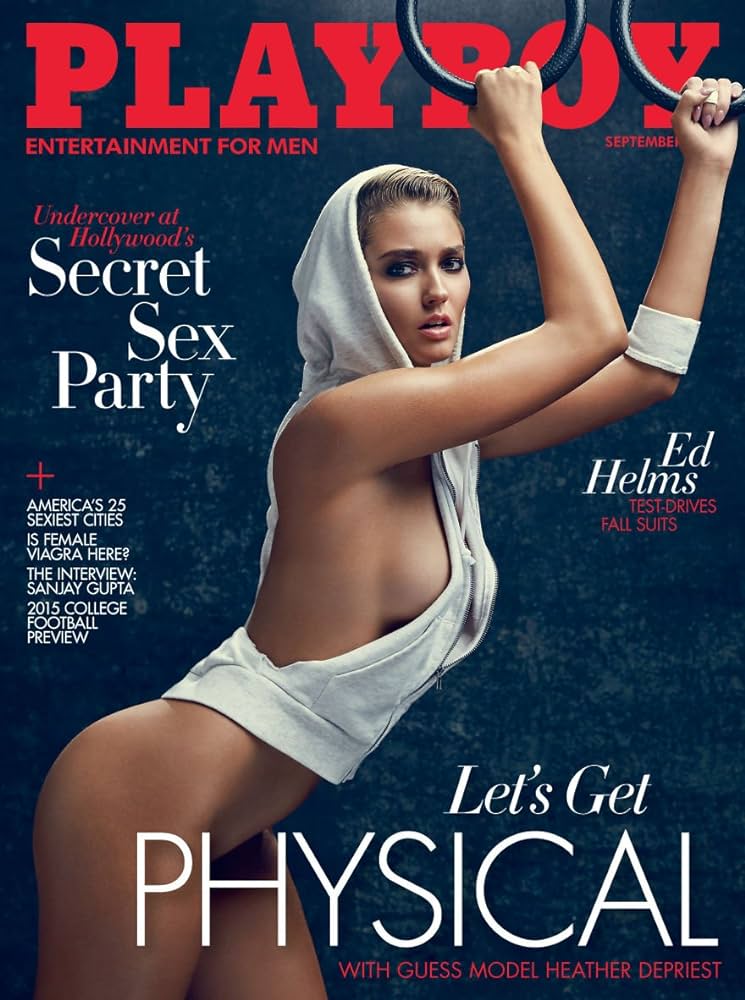 PLAYBOY
ENTERTAINMENT FOR MEN
SEPTEMBER
Undercover at
Hollywood's
Secret
Sex
Party
+
AMERICA'S 25
SEXIEST CITIES
IS FEMALE
VIAGRA HERE?
THE INTERVIEW:
SANJAY GUPTA
2015 COLLEGE
FOOTBALL
PREVIEW
Ed
Helms
TEST-DRIVES
FALL SUITS
Let's Get
PHYSICAL
WITH GUESS MODEL HEATHER DEPRIEST